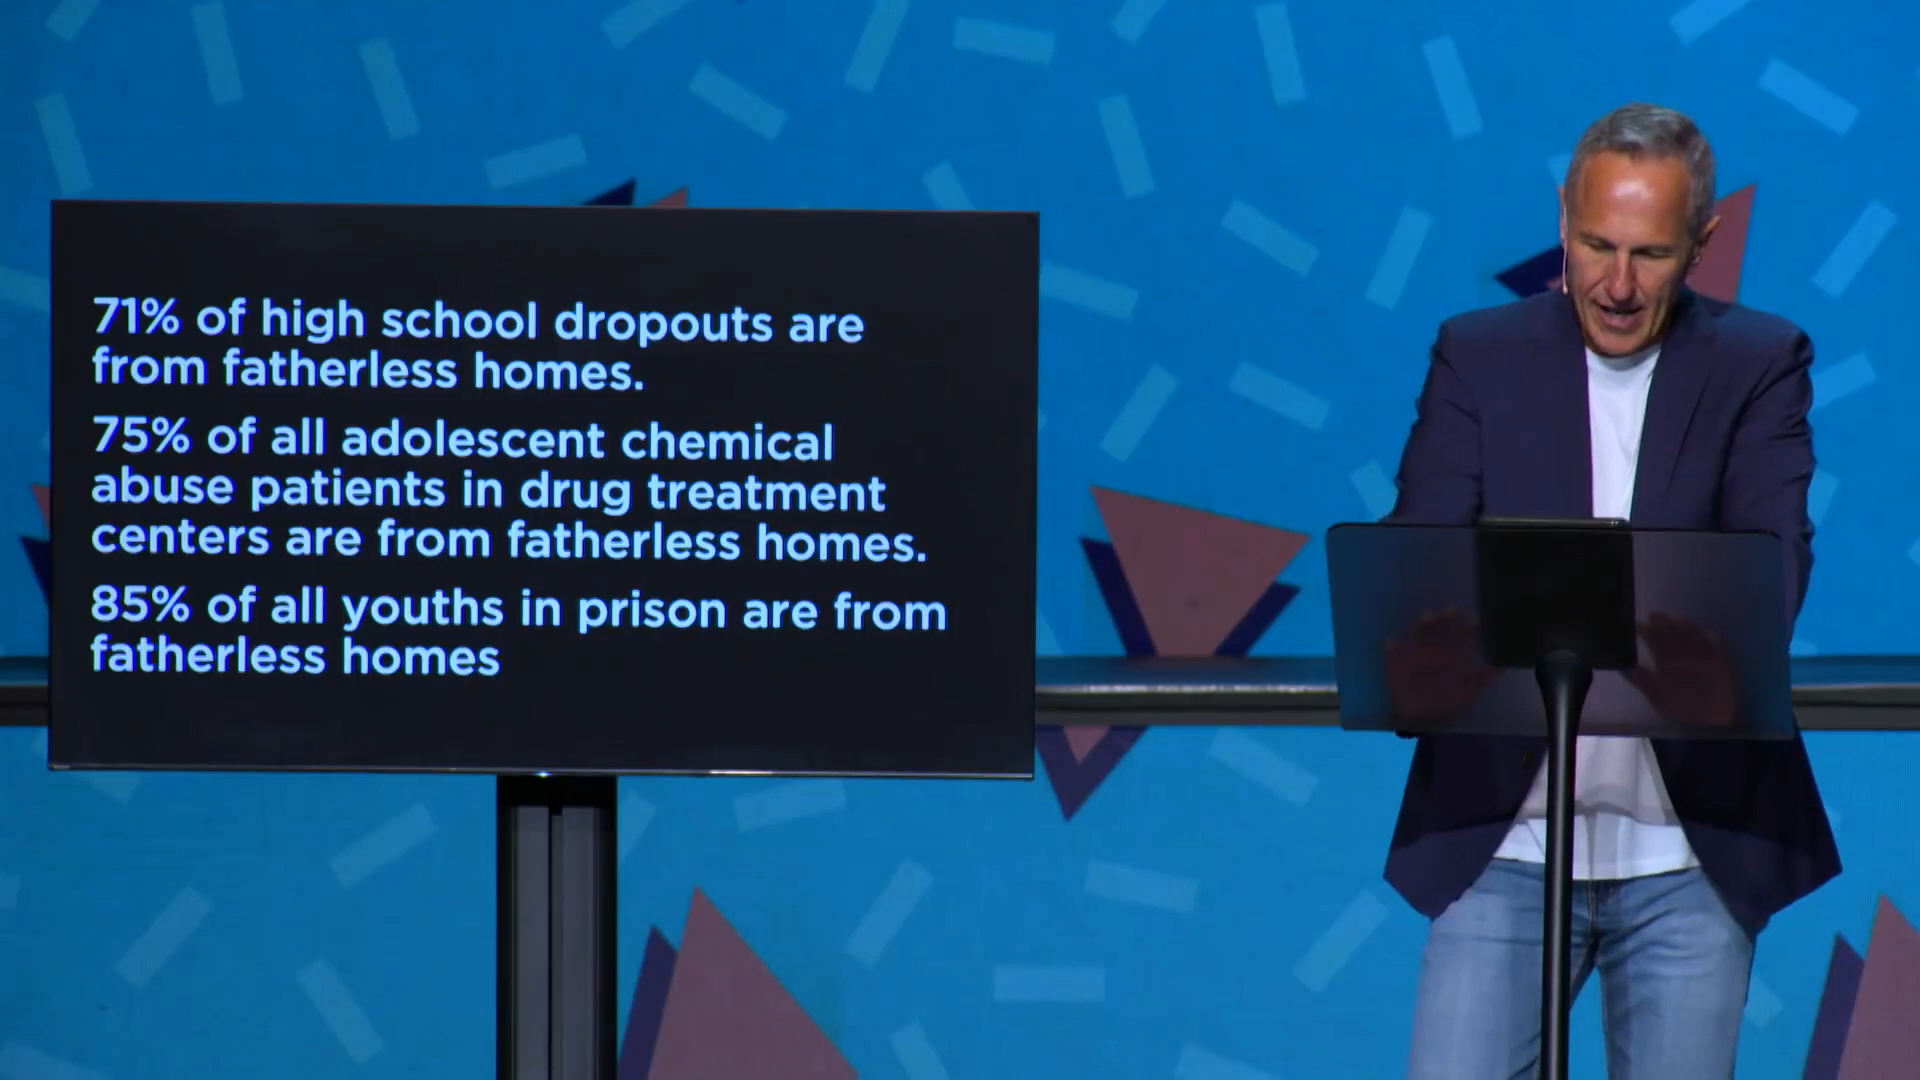 71% of high school dropouts are
from fatherless homes.
75% of all adolescent chemical
abuse patients in drug treatment
centers are from fatherless homes.
85% of all youths in prison are from
fatherless homes